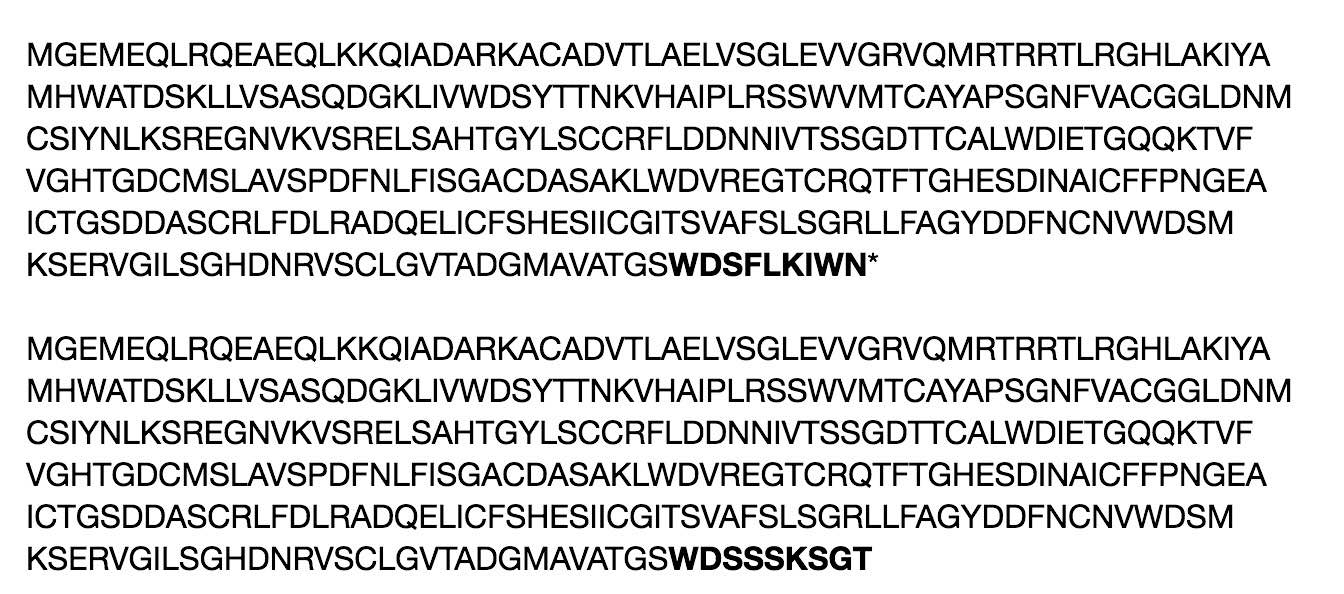 MGEMEQLRQEAEQLKKQIADARKACADVTLAELVSGLEVVGRVQMRTRRTLRGHLAKIYA
MHWATDSKLLVSASQDGKLIVWDSYTTNKVHAIPLRSSWVMTCAYAPSGNFVACGGLDNM
CSIYNLKSREGNVKVSRELSAHTGYLSCCRFLDDNNIVTSSGDTTCALWDIETGQQKTVF
VGHTGDCMSLAVSPDFNLFISGACDASAKLWDVREGTCRQTFTGHESDINAICFFPNGEA
ICTGSDDASCRLFDLRADQELICFSHESIICGITSVAFSLSGRLLFAGYDDFNCNVWDSM
KSERVGILSGHDNRVSCLGVTADGMAVATGSWDSFLKIWN*
MGEMEQLRQEAEQLKKQIADARKACADVTLAELVSGLEVVGRVQMRTRRTLRGHLAKIYA
MHWATDSKLLVSASQDGKLIVWDSYTTNKVHAIPLRSSWVMTCAYAPSGNFVACGGLDNM
CSIYNLKSREGNVKVSRELSAHTGYLSCCRFLDDNNIVTSSGDTTCALWDIETGQQKTVF
VGHTGDCMSLAVSPDFNLFISGACDASAKLWDVREGTCRQTFTGHESDINAICFFPNGEA
ICTGSDDASCRLFDLRADQELICFSHESIICGITSVAFSLSGRLLFAGYDDFNCNVWDSM
KSERVGILSGHDNRVSCLGVTADGMAVATGSWDSSSKSGT